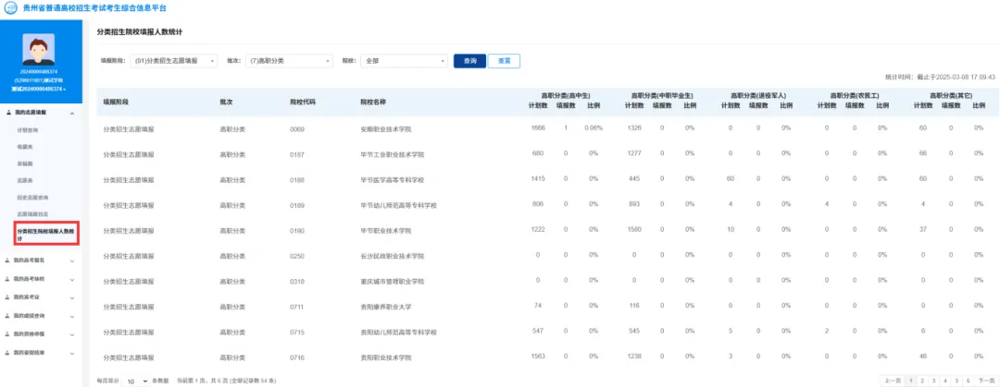 贵州省普通高校招生考试考生综合信息平台
20240000486374
(5200011001)测试学校
测试20240000486374
我的志愿填报
计划查询
收藏夹
草稿箱
志愿表
历史志愿查询
志愿填报日志
分类招生院校填报人数统计
我的高考报名
我的高考体检
我的准考证
我的成绩查询
我的资格申报
我的录取结果
分类招生院校填报人数统计
填报阶段： (91)分类招生志愿填报 批次： (7)高职分类 院校： 全部 查询 重置
统计时间：截止于2025-03-08 17:09:43
填报阶段 批次 院校代码 院校名称 高职分类(高中生) 高职分类(中职毕业生) 高职分类(退役军人) 高职分类(农民工) 高职分类(其它)
计划数 填报数 比例 计划数 填报数 比例 计划数 填报数 比例 计划数 填报数 比例 计划数 填报数 比例
分类招生志愿填报 高职分类 0069 安顺职业技术学院 1666 1 0.06% 1326 0 0% 0 0 0% 0 0 0% 60 0 0%
分类招生志愿填报 高职分类 0187 毕节工业职业技术学院 680 0 0% 1277 0 0% 0 0 0% 0 0 0% 66 0 0%
分类招生志愿填报 高职分类 0188 毕节医学高等专科学校 1415 0 0% 445 0 0% 60 0 0% 0 0 0% 60 0 0%
分类招生志愿填报 高职分类 0189 毕节幼儿师范高等专科学校 806 0 0% 893 0 0% 4 0 0% 4 0 0% 4 0 0%
分类招生志愿填报 高职分类 0190 毕节职业技术学院 1222 0 0% 1580 0 0% 10 0 0% 0 0 0% 37 0 0%
分类招生志愿填报 高职分类 0250 长沙民政职业技术学院 0 0 0% 0 0 0% 0 0 0% 0 0 0% 0 0 0%
分类招生志愿填报 高职分类 0318 重庆城市管理职业学院 0 0 0% 0 0 0% 0 0 0% 0 0 0% 0 0 0%
分类招生志愿填报 高职分类 0711 贵阳康养职业大学 74 0 0% 116 0 0% 0 0 0% 0 0 0% 0 0 0%
分类招生志愿填报 高职分类 0715 贵阳幼儿师范高等专科学校 547 0 0% 545 0 0% 5 0 0% 2 0 0% 6 0 0%
分类招生志愿填报 高职分类 0716 贵阳职业技术学院 1563 0 0% 1238 0 0% 3 0 0% 0 0 0% 46 0 0%
每页显示 10 条数据 当前第 1 页，共 6 页 (全部记录数 54 条) 上一页 1 2 3 4 5 6 下一页